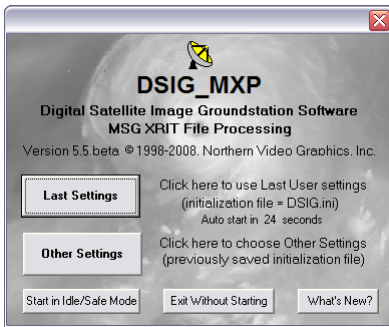 DSIG_MXP
Digital Satellite Image Groundstation Software
MSG XRIT File Processing
Version 5.5.beta © 1998-2008. Northern Video Graphics, Inc.
Last Settings
Click here to use Last User settings
(initialization file = DSIG.ini)
Auto start in 24 seconds
Other Settings
Click here to choose Other Settings
(previously saved initialization file)
Start in Idle/Safe Mode
Exit Without Starting
What's New?